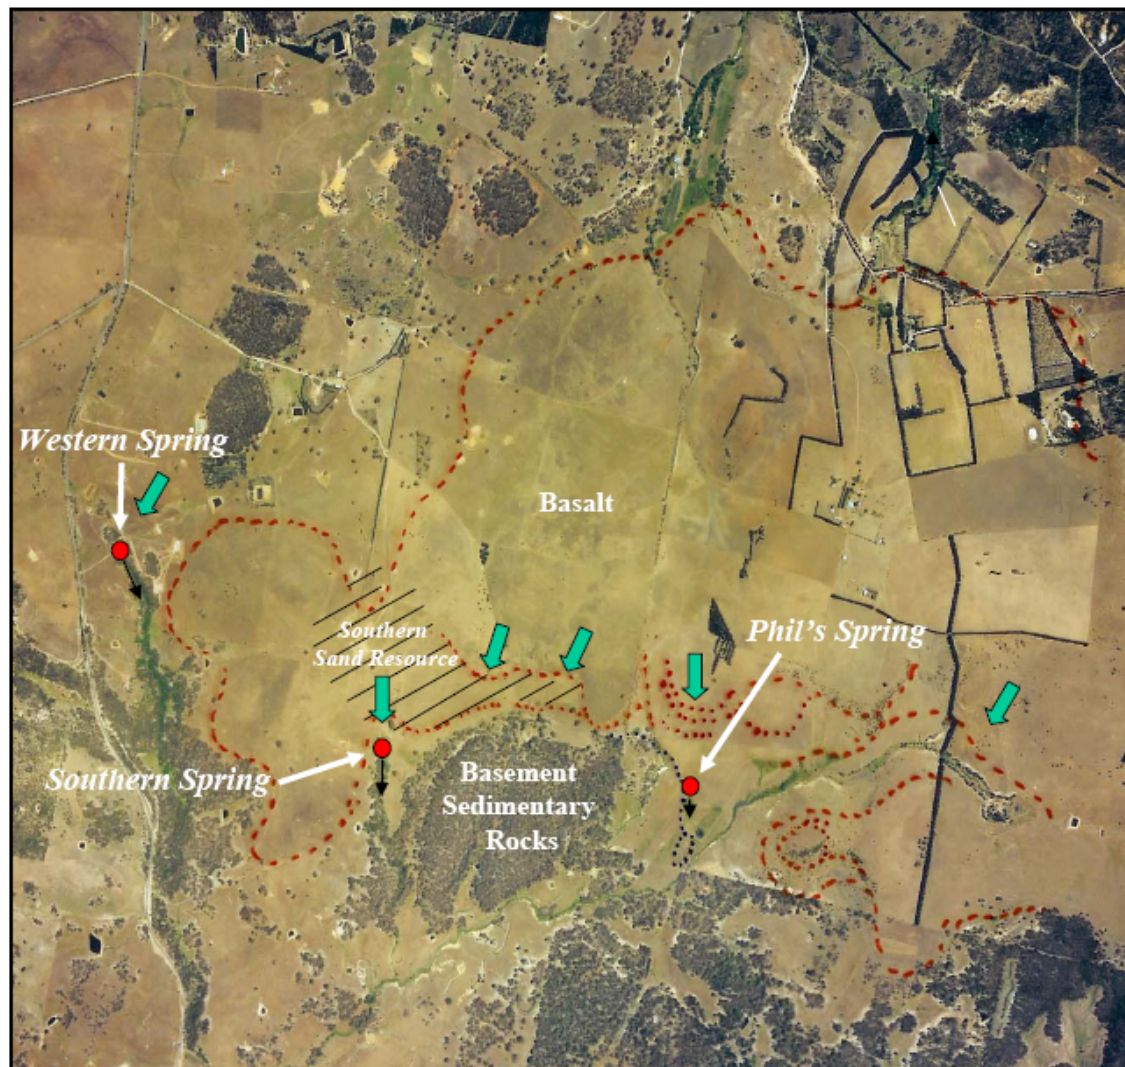 Western Spring
Basalt
Southern
Sand Resource
Phil's Spring
Southern Spring
Basement
Sedimentary
Rocks